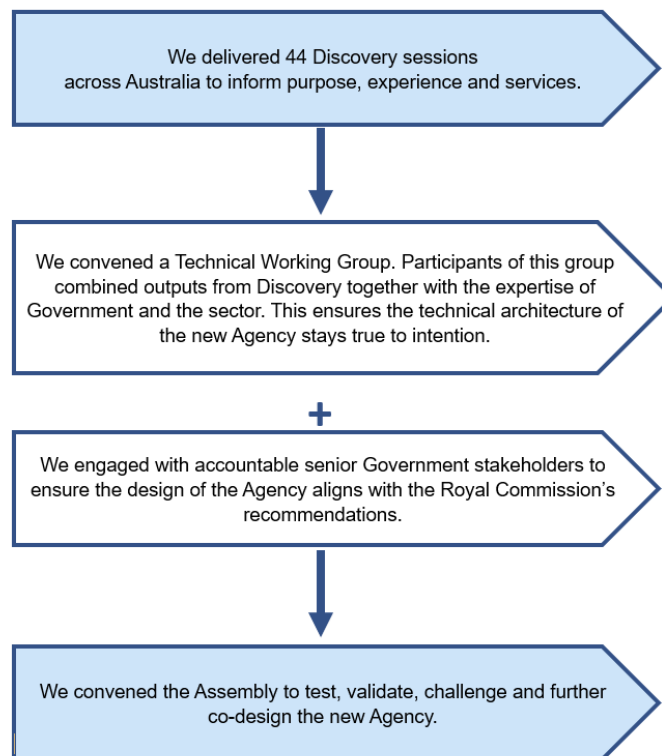 We delivered 44 Discovery sessions
across Australia to inform purpose, experience and services.
We convened a Technical Working Group. Participants of this group
combined outputs from Discovery together with the expertise of
Government and the sector. This ensures the technical architecture of
the new Agency stays true to intention.
+
We engaged with accountable senior Government stakeholders to
ensure the design of the Agency aligns with the Royal Commission’s
recommendations.
We convened the Assembly to test, validate, challenge and further
co-design the new Agency.